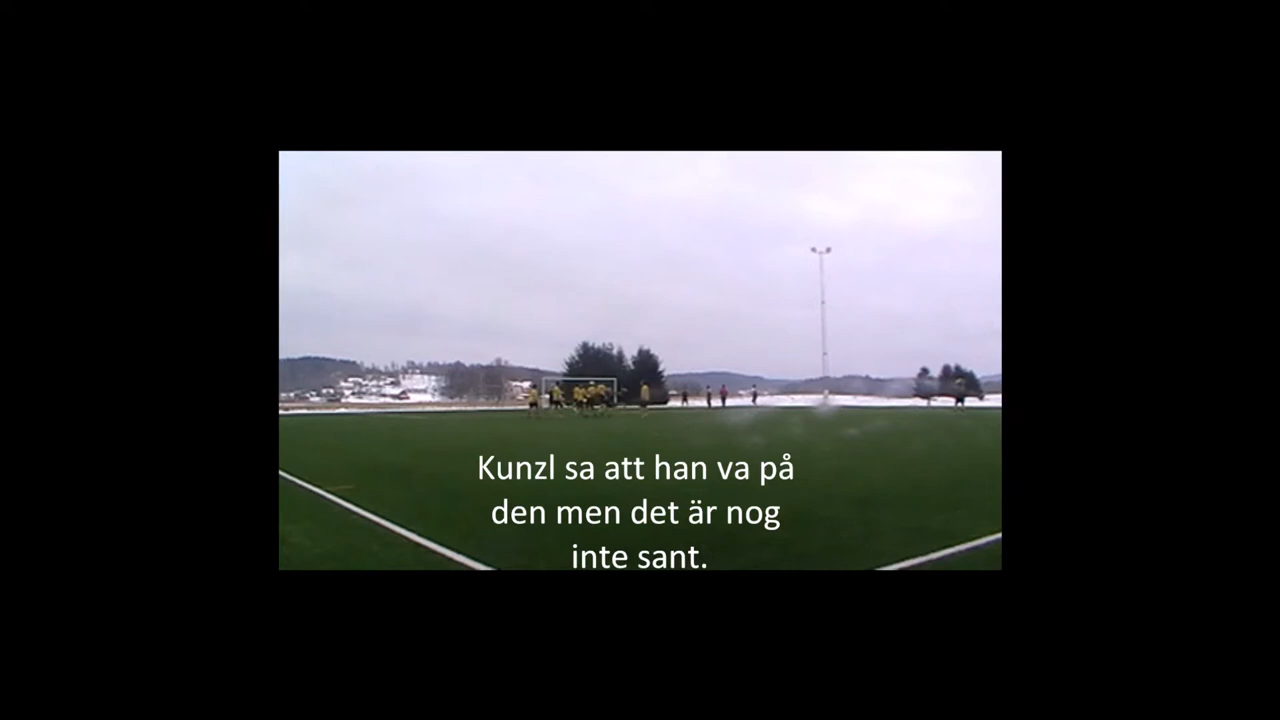 Kunzl sa att han va på
den men det är nog
inte sant.